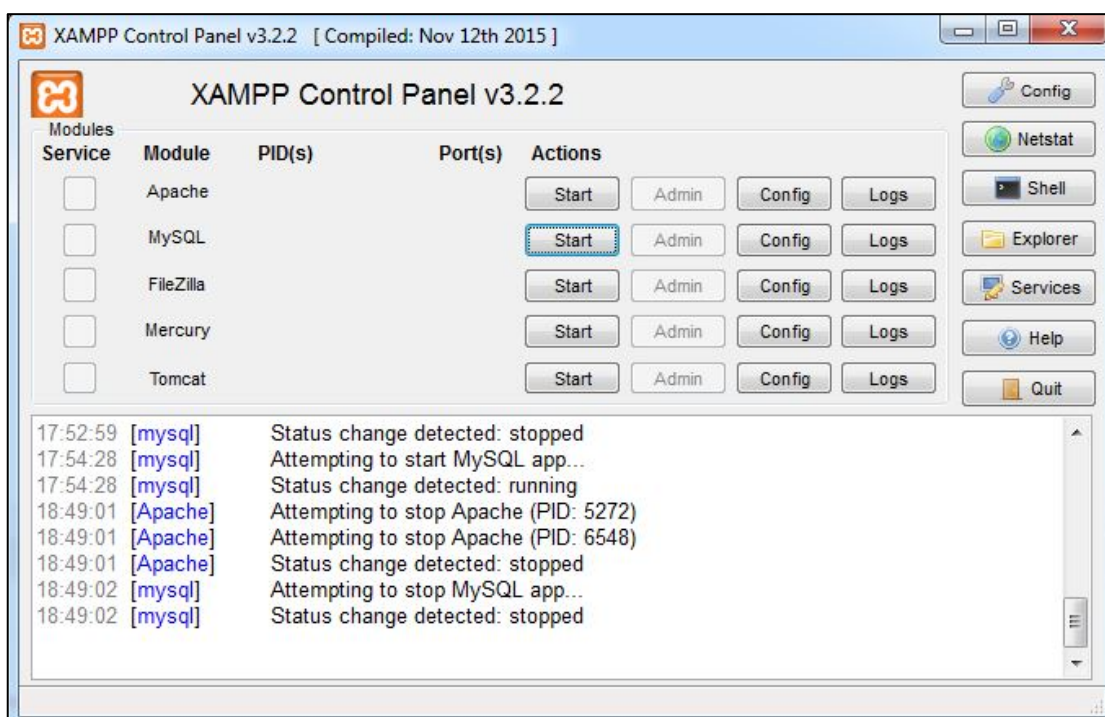 XAMPP Control Panel v3.2.2 [ Compiled: Nov 12th 2015 ]
XAMPP Control Panel v3.2.2
Config
Modules
Service Module PID(s) Port(s) Actions
Netstat
Apache Start Admin Config Logs
Shell
MySQL Start Admin Config Logs
Explorer
FileZilla Start Admin Config Logs
Services
Mercury Start Admin Config Logs
Help
Tomcat Start Admin Config Logs
Quit
17:52:59 [mysql] Status change detected: stopped
17:54:28 [mysql] Attempting to start MySQL app...
17:54:28 [mysql] Status change detected: running
18:49:01 [Apache] Attempting to stop Apache (PID: 5272)
18:49:01 [Apache] Attempting to stop Apache (PID: 6548)
18:49:01 [Apache] Status change detected: stopped
18:49:02 [mysql] Attempting to stop MySQL app...
18:49:02 [mysql] Status change detected: stopped